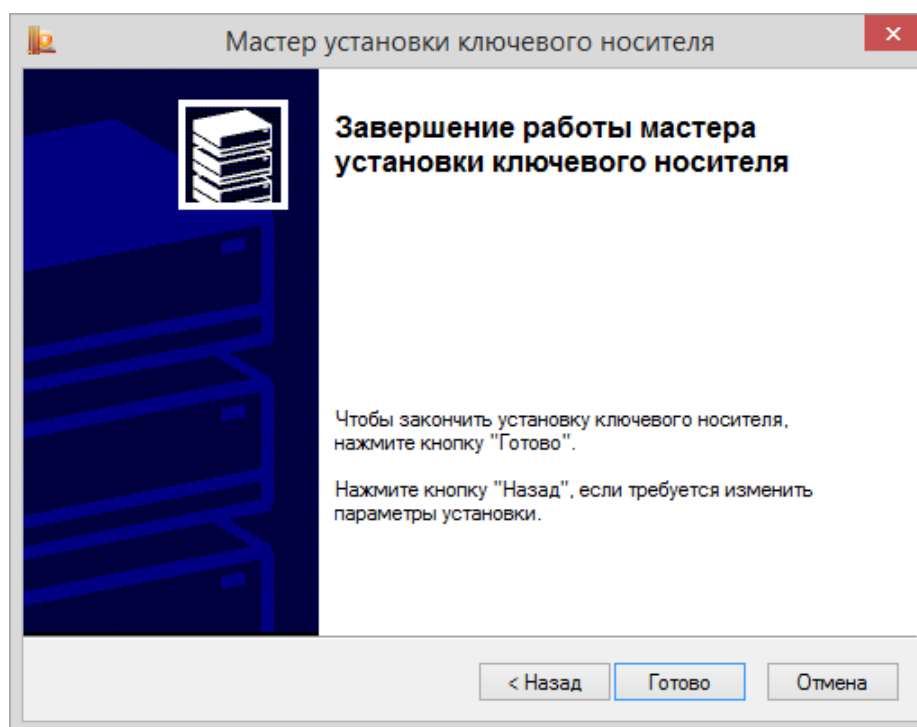 Мастер установки ключевого носителя
Завершение работы мастера
установки ключевого носителя
Чтобы закончить установку ключевого носителя,
нажмите кнопку "Готово".
Нажмите кнопку "Назад", если требуется изменить
параметры установки.
< Назад
Готово
Отмена